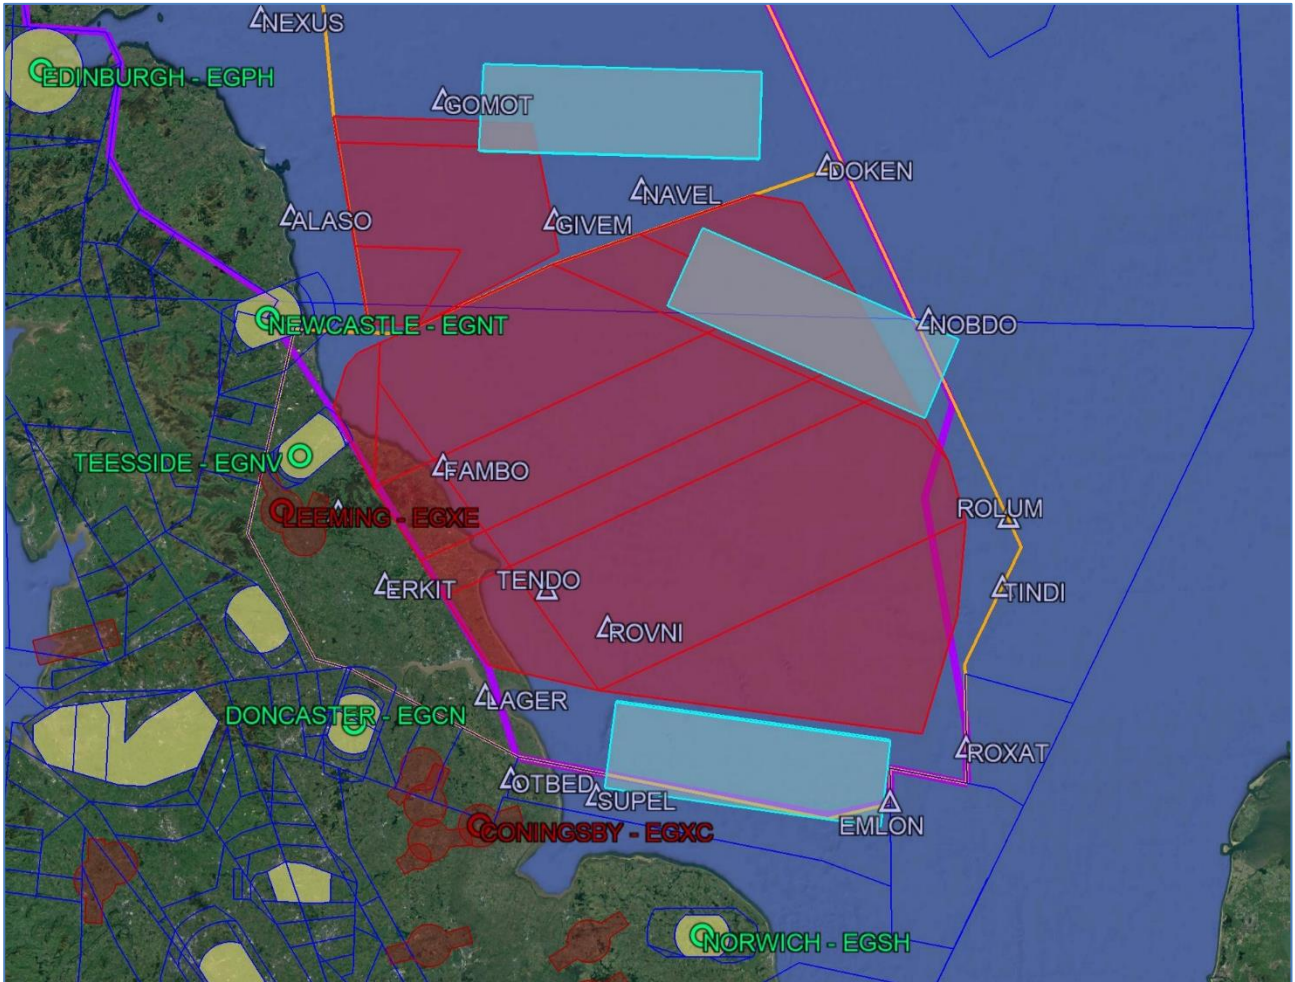 NEXUS
EDINBURGH - EGPH
GOMOT
DOKEN
NAVEL
ALASO
GIVEM
NEWCASTLE - EGNT
NOBDO
TEESSIDE - EGNV
FAMBO
LEEMING - EGXE
ROLUM
ERKIT
TENDO
TINDI
ROVNI
LAGER
DONCASTER - EGCN
ROXAT
OTBED
SUPEL
EMLON
CONINGSBY - EGXC
NORWICH - EGSH